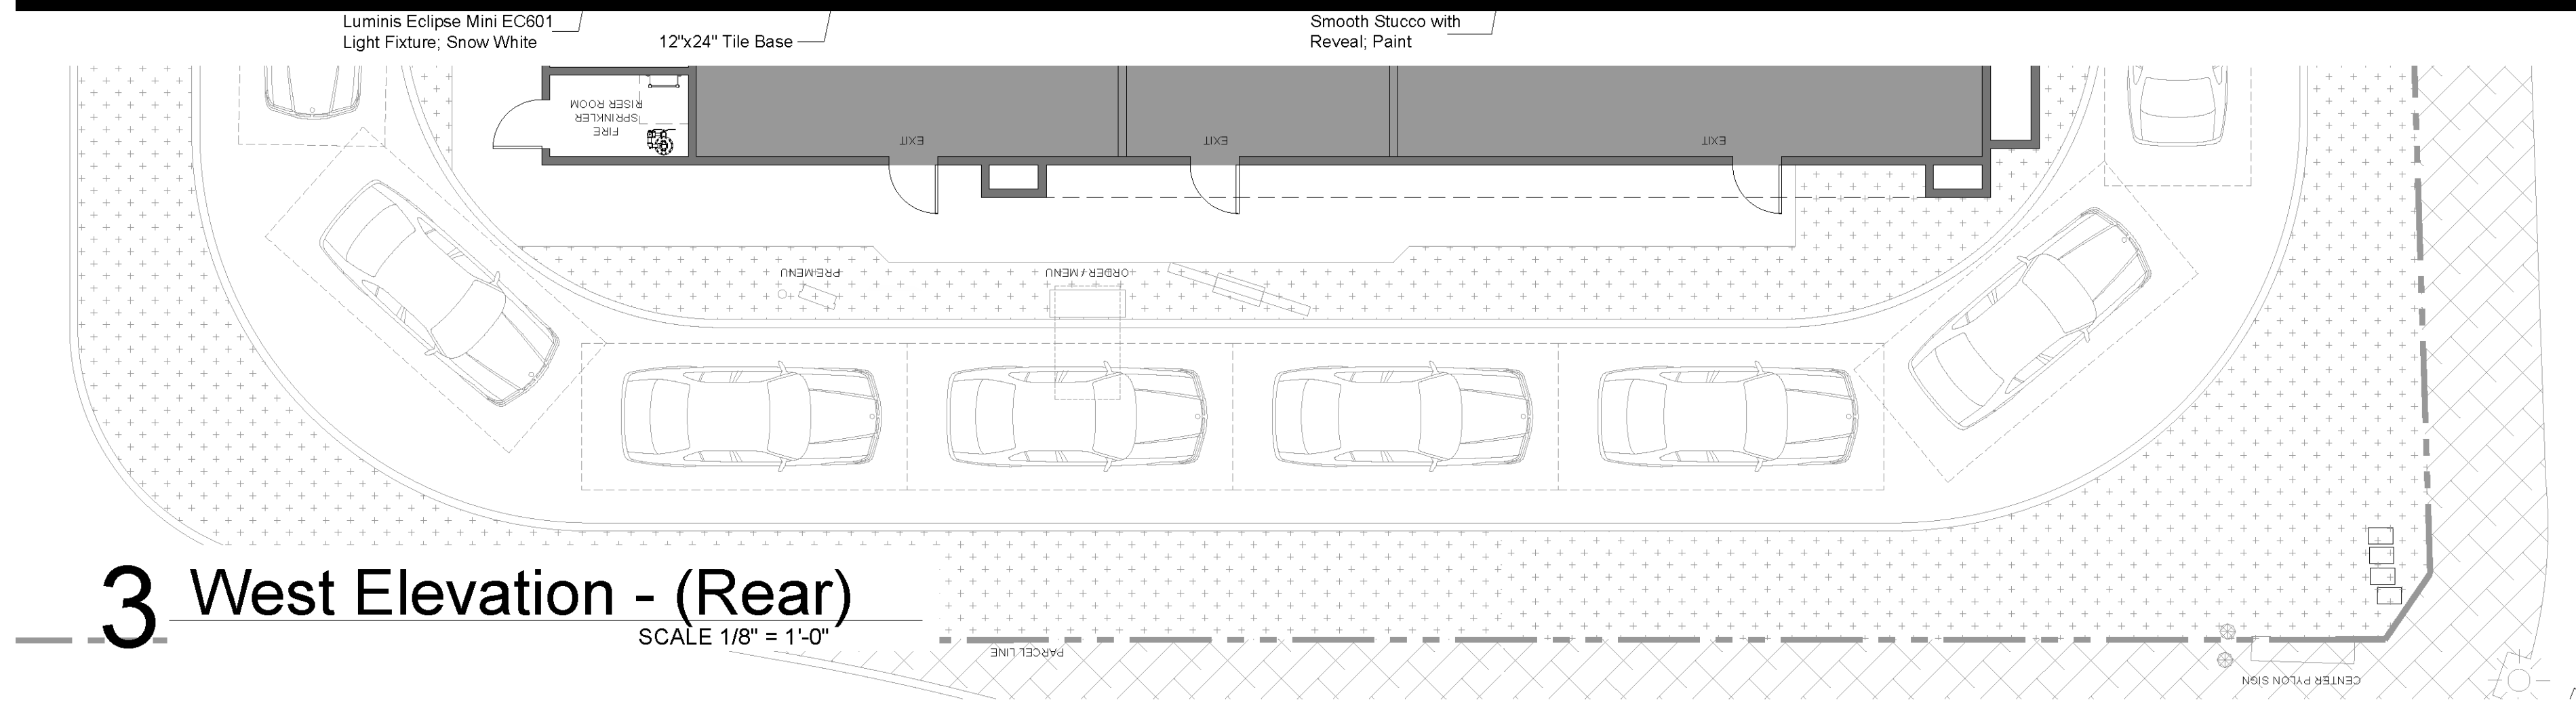 Luminis Eclipse Mini EC601
Light Fixture; Snow White
12"x24" Tile Base
Smooth Stucco with
Reveal; Paint
FIRE
SPRINKLER
RISER ROOM
EXIT
EXIT
EXIT
PRE-MENU
ORDER / MENU
3 West Elevation - (Rear)
SCALE 1/8" = 1'-0"
PARCEL LINE
CENTER PYLON SIGN